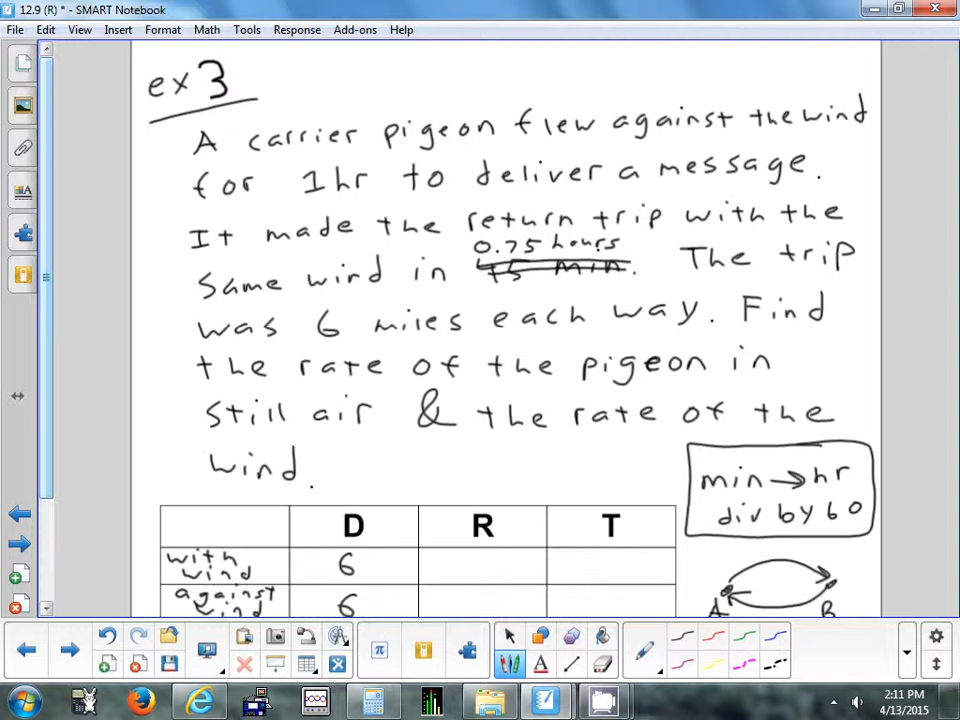 12.9 (R) * - SMART Notebook
File Edit View Insert Format Math Tools Response Add-ons Help
ex 3
A carrier pigeon flew against the wind
for 1hr to deliver a message.
It made the return trip with the
0.75 hours
same wind in 45 min. The trip
was 6 miles each way. Find
the rate of the pigeon in
still air & the rate of the
wind.
min → hr
div by 60
D R T
with wind 6
against wind 6
A B
2:11 PM
4/13/2015